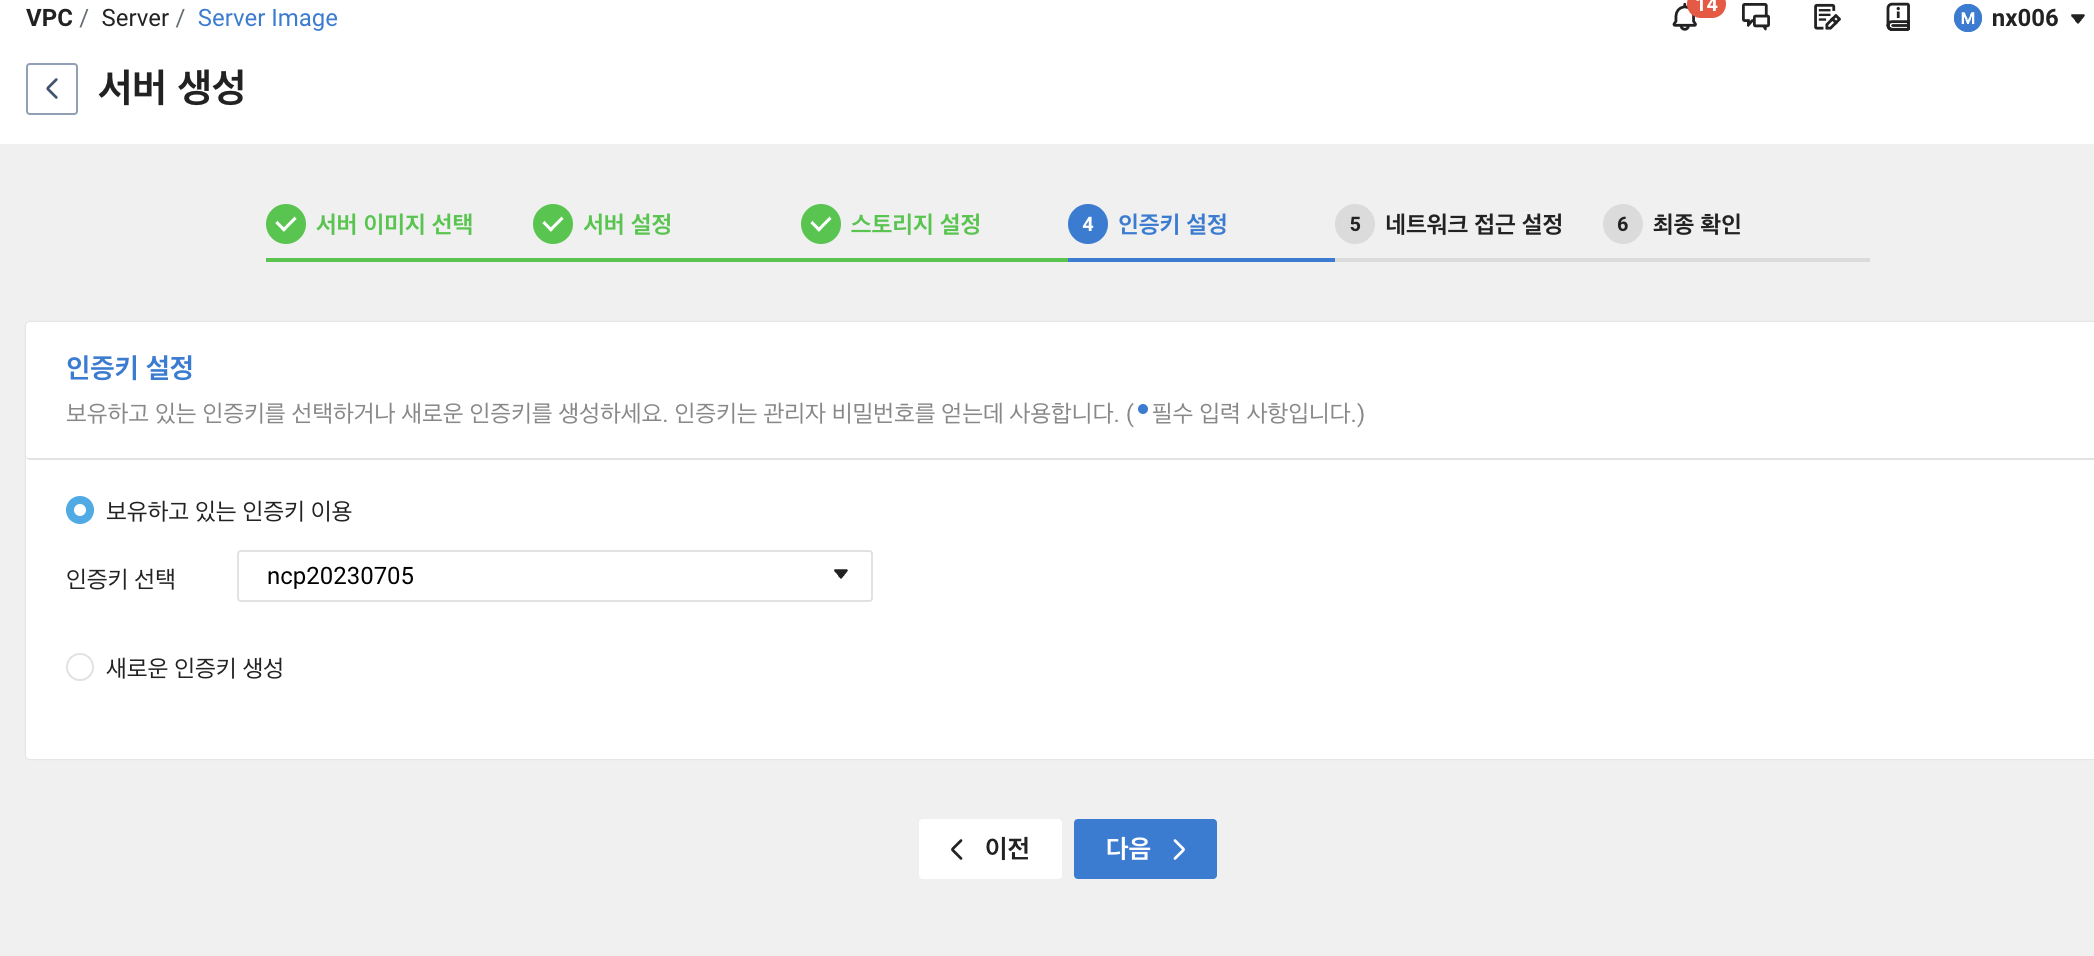 VPC / Server / Server Image
14
M nx006
서버 생성
서버 이미지 선택
서버 설정
스토리지 설정
4 인증키 설정
5 네트워크 접근 설정
6 최종 확인
인증키 설정
보유하고 있는 인증키를 선택하거나 새로운 인증키를 생성하세요. 인증키는 관리자 비밀번호를 얻는데 사용합니다. (•필수 입력 사항입니다.)
보유하고 있는 인증키 이용
인증키 선택
ncp20230705
새로운 인증키 생성
이전
다음